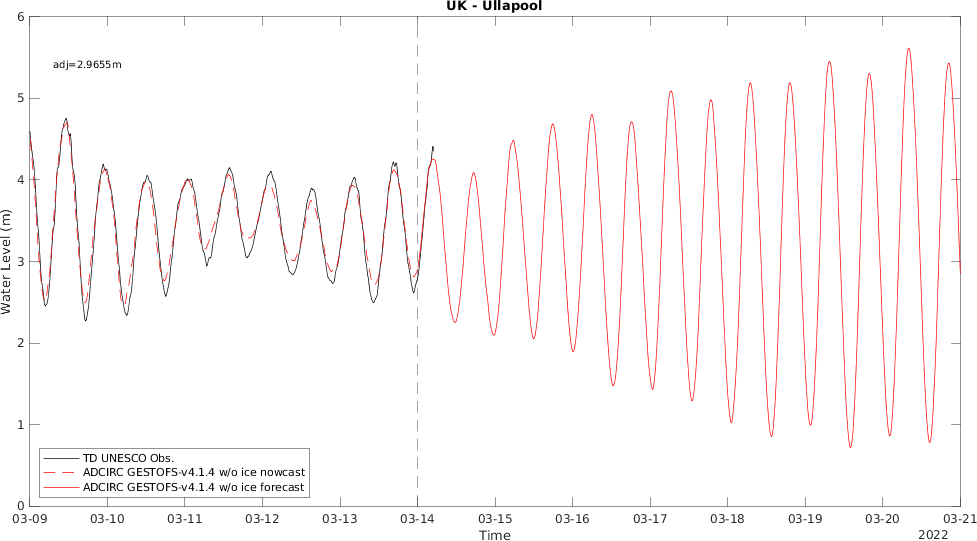 UK - Ullapool
6
5
4
3
2
1
0
adj=2.9655m
Water Level (m)
TD UNESCO Obs.
ADCIRC GESTOFS-v4.1.4 w/o ice nowcast
ADCIRC GESTOFS-v4.1.4 w/o ice forecast
03-09 03-10 03-11 03-12 03-13 03-14 03-15 03-16 03-17 03-18 03-19 03-20 03-21
Time
2022